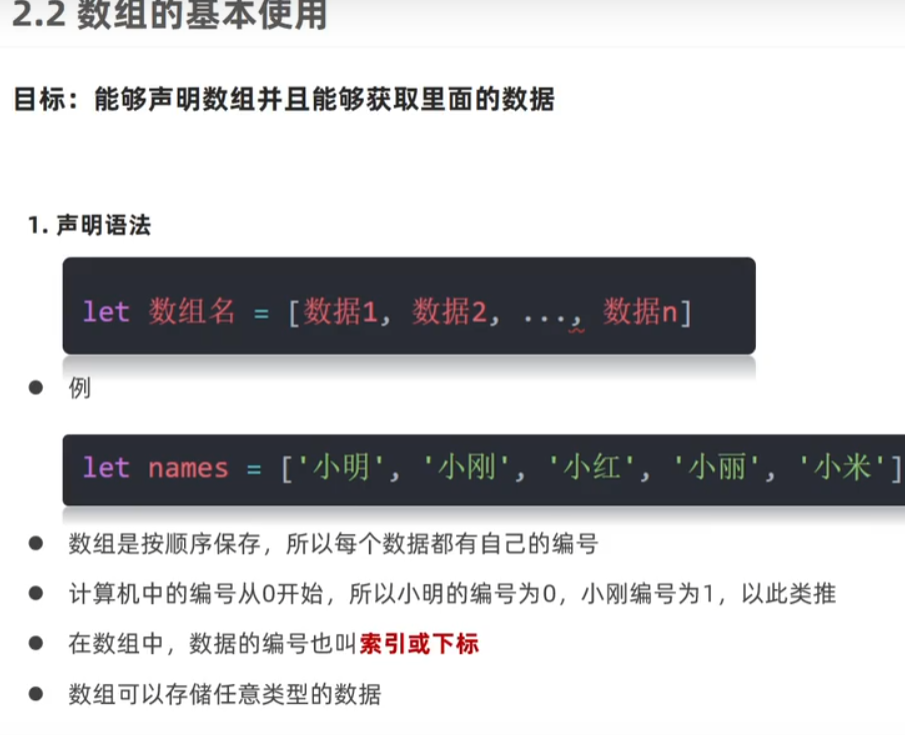 2.2 数组的基本使用
目标：能够声明数组并且能够获取里面的数据
1. 声明语法
let 数组名 = [数据1, 数据2, ..., 数据n]
● 例
let names = ['小明', '小刚', '小红', '小丽', '小米']
● 数组是按顺序保存，所以每个数据都有自己的编号
● 计算机中的编号从0开始，所以小明的编号为0，小刚编号为1，以此类推
● 在数组中，数据的编号也叫索引或下标
● 数组可以存储任意类型的数据